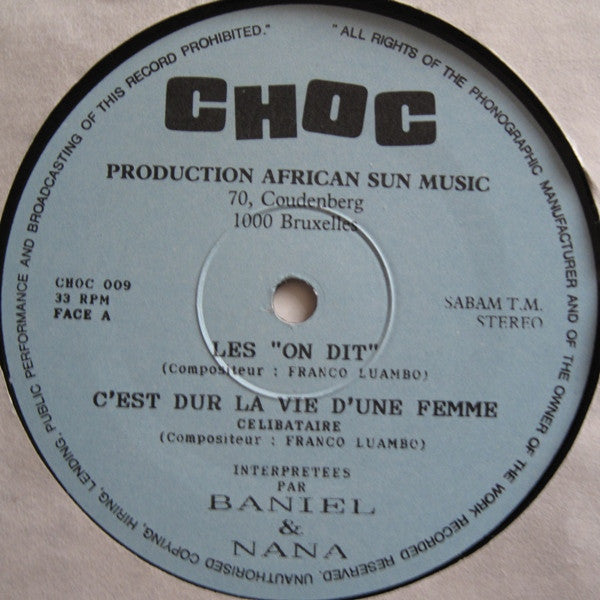 "ALL RIGHTS OF THE PHONOGRAPHIC MANUFACTURER AND OF THE OWNER OF THE WORK RECORDED RESERVED. UNAUTHORISED COPYING, HIRING, LENDING, PUBLIC PERFORMANCE AND BROADCASTING OF THIS RECORD PROHIBITED."
CHOC
PRODUCTION AFRICAN SUN MUSIC
70, Coudenberg
1000 Bruxelles
CHOC 009
33 RPM
FACE A
SABAM T.M.
STEREO
LES "ON DIT"
(Compositeur : FRANCO LUAMBO)
C'EST DUR LA VIE D'UNE FEMME
CELIBATAIRE
(Compositeur : FRANCO LUAMBO)
INTERPRETEES
PAR
BANIEL
&
NANA